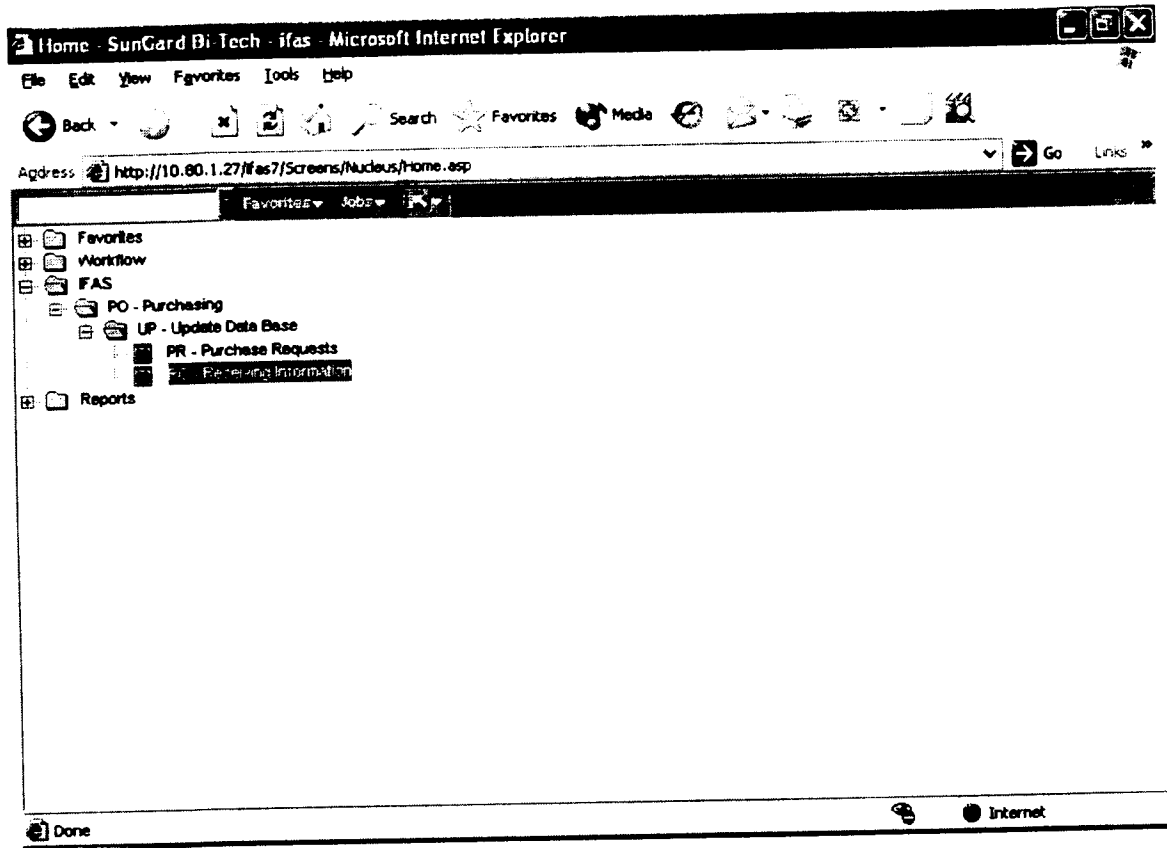 Home - SunGard Bi-Tech - ifas - Microsoft Internet Explorer
File Edit View Favorites Tools Help
Back Search Favorites Media
Address http://10.80.1.27/ifas7/Screens/Nucleus/Home.asp Go Links »
Favorites Jobs
Favorites
Workflow
IFAS
PO - Purchasing
UP - Update Data Base
PR - Purchase Requests
- Receiving Information
Reports
Done Internet